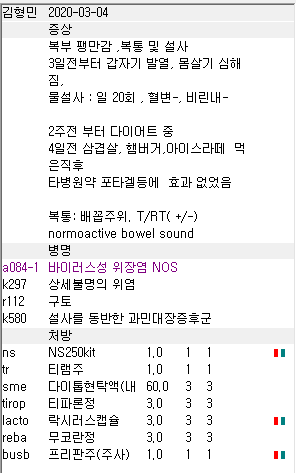 김형민 2020-03-04
증상
복부 팽만감 ,복통 및 설사
3일전부터 갑자기 발열, 몸살기 심해
짐,
물설사 : 일 20회 , 혈변-, 비린내-
2주전 부터 다이어트 중
4일전 삼겹살, 햄버거,아이스라떼 먹
은직후
타병원약 포타겔등에 효과 없었음
복통: 배꼽주위, T/RT( +/-)
normoactive bowel sound
병명
a084-1 바이러스성 위장염 NOS
k297 상세불명의 위염
r112 구토
k580 설사를 동반한 과민대장증후군
처방
ns NS250kit 1,0 1 1
tr 티램주 1,0 1 1
sme 다이톱현탁액(내 60,0 3 3
tirop 티파론정 3,0 3 3
lacto 락시러스캡슐 3,0 3 3
reba 무코란정 3,0 3 3
busb 프리판주(주사) 1,0 1 1